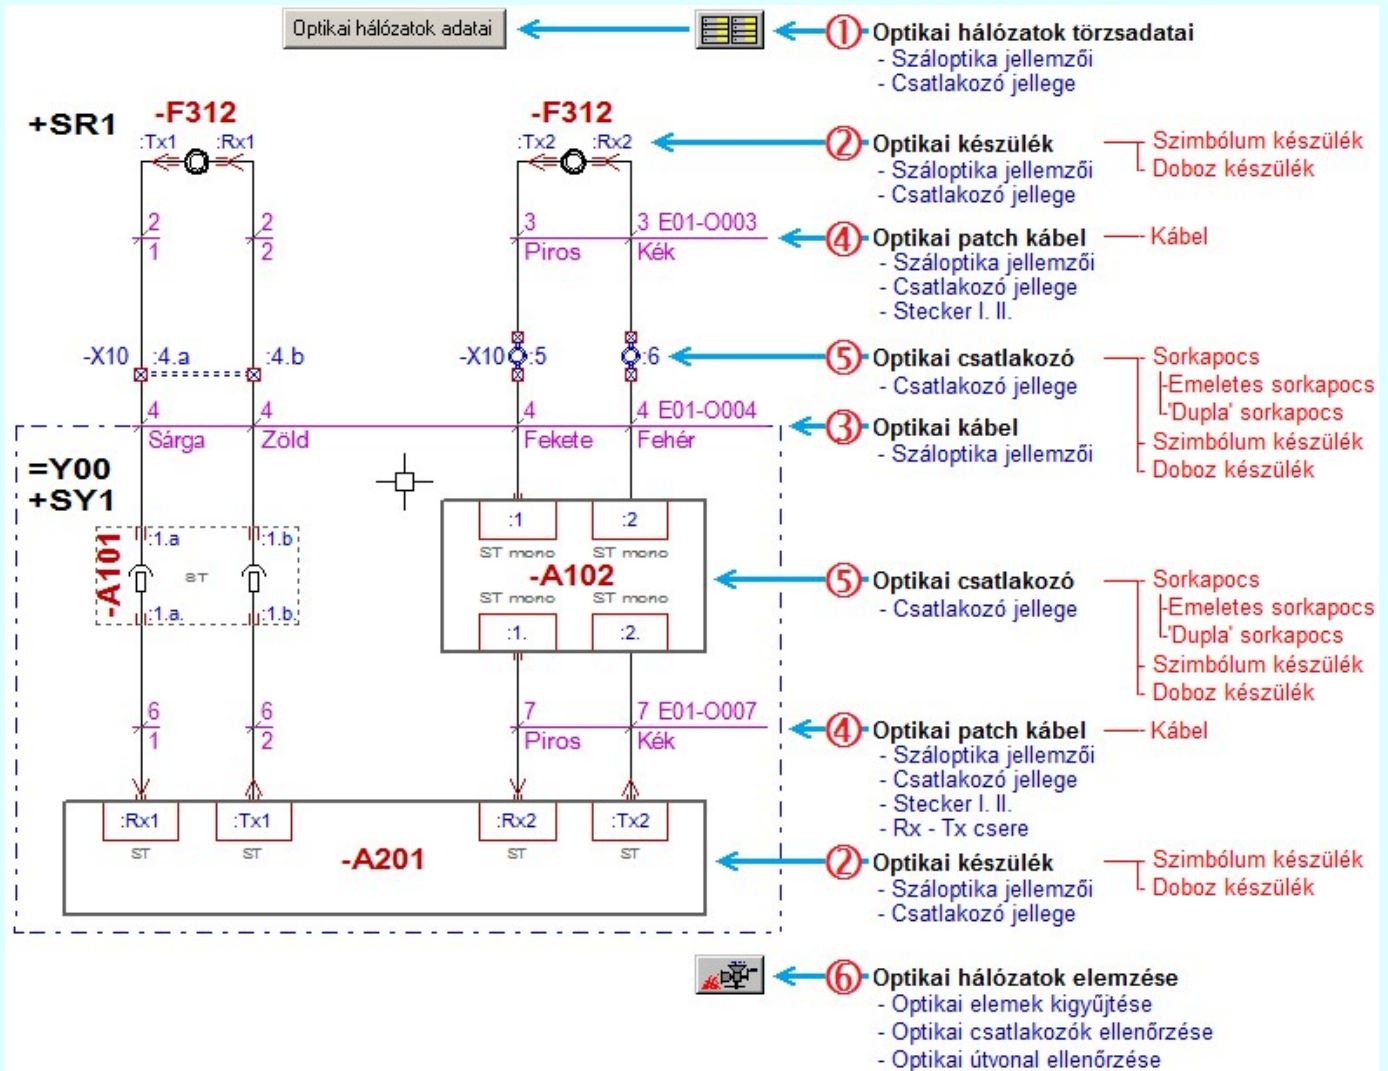 Optikai hálózatok adatai
① Optikai hálózatok törzsadatai
- Száloptika jellemzői
- Csatlakozó jellege
+SR1
-F312
:Tx1 :Rx1
-F312
:Tx2 :Rx2
② Optikai készülék
- Száloptika jellemzői
- Csatlakozó jellege
Szimbólum készülék
Doboz készülék
2 2 3 3 E01-O003
1 2 Piros Kék
④ Optikai patch kábel
- Száloptika jellemzői
- Csatlakozó jellege
- Stecker I. II.
Kábel
-X10 :4.a :4.b -X10 :5 :6
⑤ Optikai csatlakozó
- Csatlakozó jellege
Sorkapocs
-Emeletes sorkapocs
-'Dupla' sorkapocs
Szimbólum készülék
Doboz készülék
4 4 4 4 E01-O004
Sárga Zöld Fekete Fehér
③ Optikai kábel
- Száloptika jellemzői
=Y00
+SY1
-A101
:1.a :1.b
ST
:1.a. :1.b.
:1 :2
ST mono ST mono
-A102
ST mono ST mono
:1. :2.
⑤ Optikai csatlakozó
- Csatlakozó jellege
Sorkapocs
-Emeletes sorkapocs
-'Dupla' sorkapocs
Szimbólum készülék
Doboz készülék
6 6 7 7 E01-O007
1 2 Piros Kék
④ Optikai patch kábel
- Száloptika jellemzői
- Csatlakozó jellege
- Stecker I. II.
- Rx - Tx csere
Kábel
:Rx1 :Tx1 :Rx2 :Tx2
ST ST ST ST
-A201
② Optikai készülék
- Száloptika jellemzői
- Csatlakozó jellege
Szimbólum készülék
Doboz készülék
⑥ Optikai hálózatok elemzése
- Optikai elemek kigyűjtése
- Optikai csatlakozók ellenőrzése
- Optikai útvonal ellenőrzése